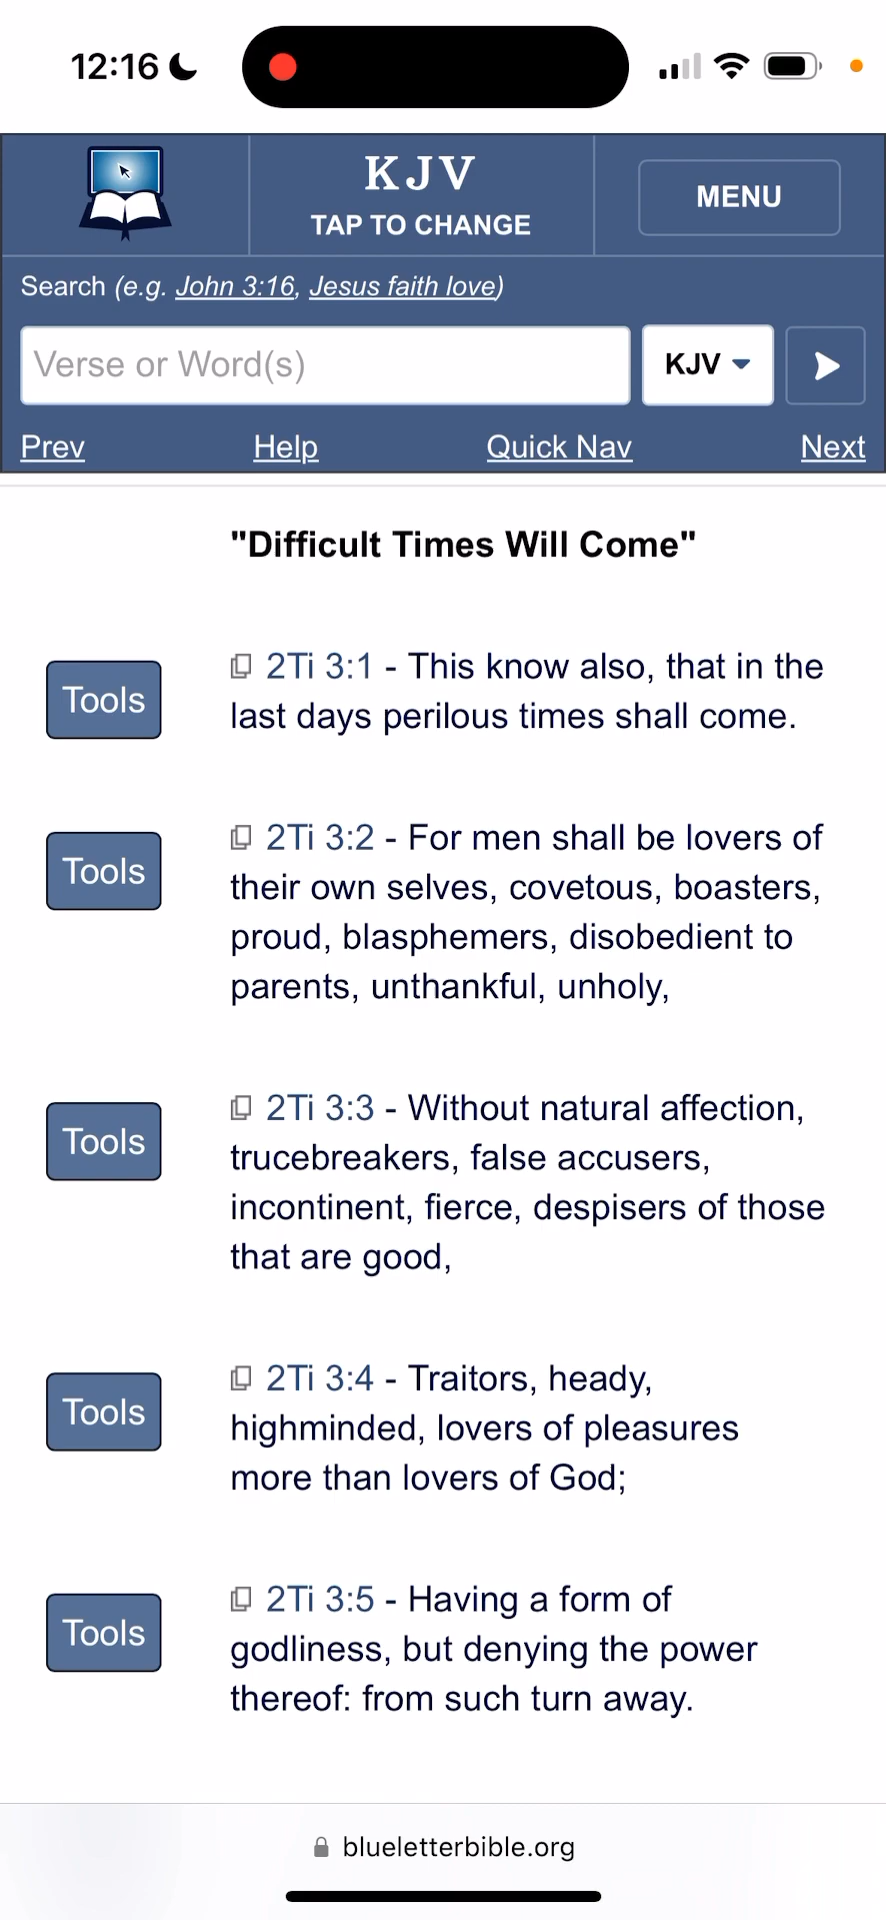 12:16
KJV
TAP TO CHANGE
MENU
Search (e.g. John 3:16, Jesus faith love)
Verse or Word(s)
KJV
Prev
Help
Quick Nav
Next
"Difficult Times Will Come"
Tools
2Ti 3:1 - This know also, that in the
last days perilous times shall come.
Tools
2Ti 3:2 - For men shall be lovers of
their own selves, covetous, boasters,
proud, blasphemers, disobedient to
parents, unthankful, unholy,
Tools
2Ti 3:3 - Without natural affection,
trucebreakers, false accusers,
incontinent, fierce, despisers of those
that are good,
Tools
2Ti 3:4 - Traitors, heady,
highminded, lovers of pleasures
more than lovers of God;
Tools
2Ti 3:5 - Having a form of
godliness, but denying the power
thereof: from such turn away.
blueletterbible.org